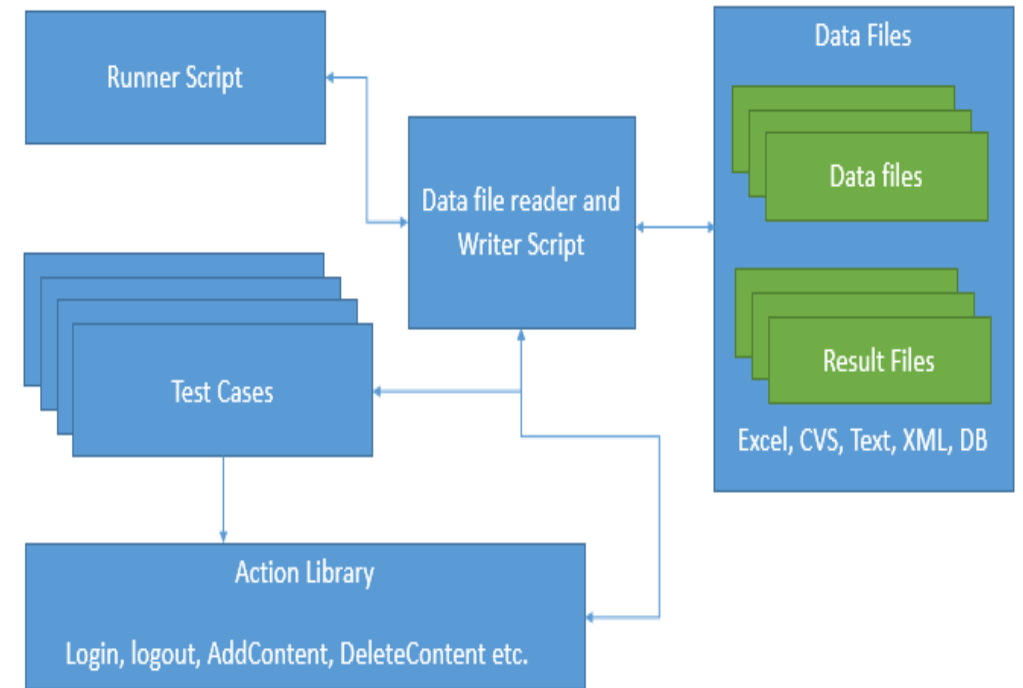 Runner Script
Data file reader and
Writer Script
Data Files
Data files
Result Files
Excel, CVS, Text, XML, DB
Test Cases
Action Library
Login, logout, AddContent, DeleteContent etc.